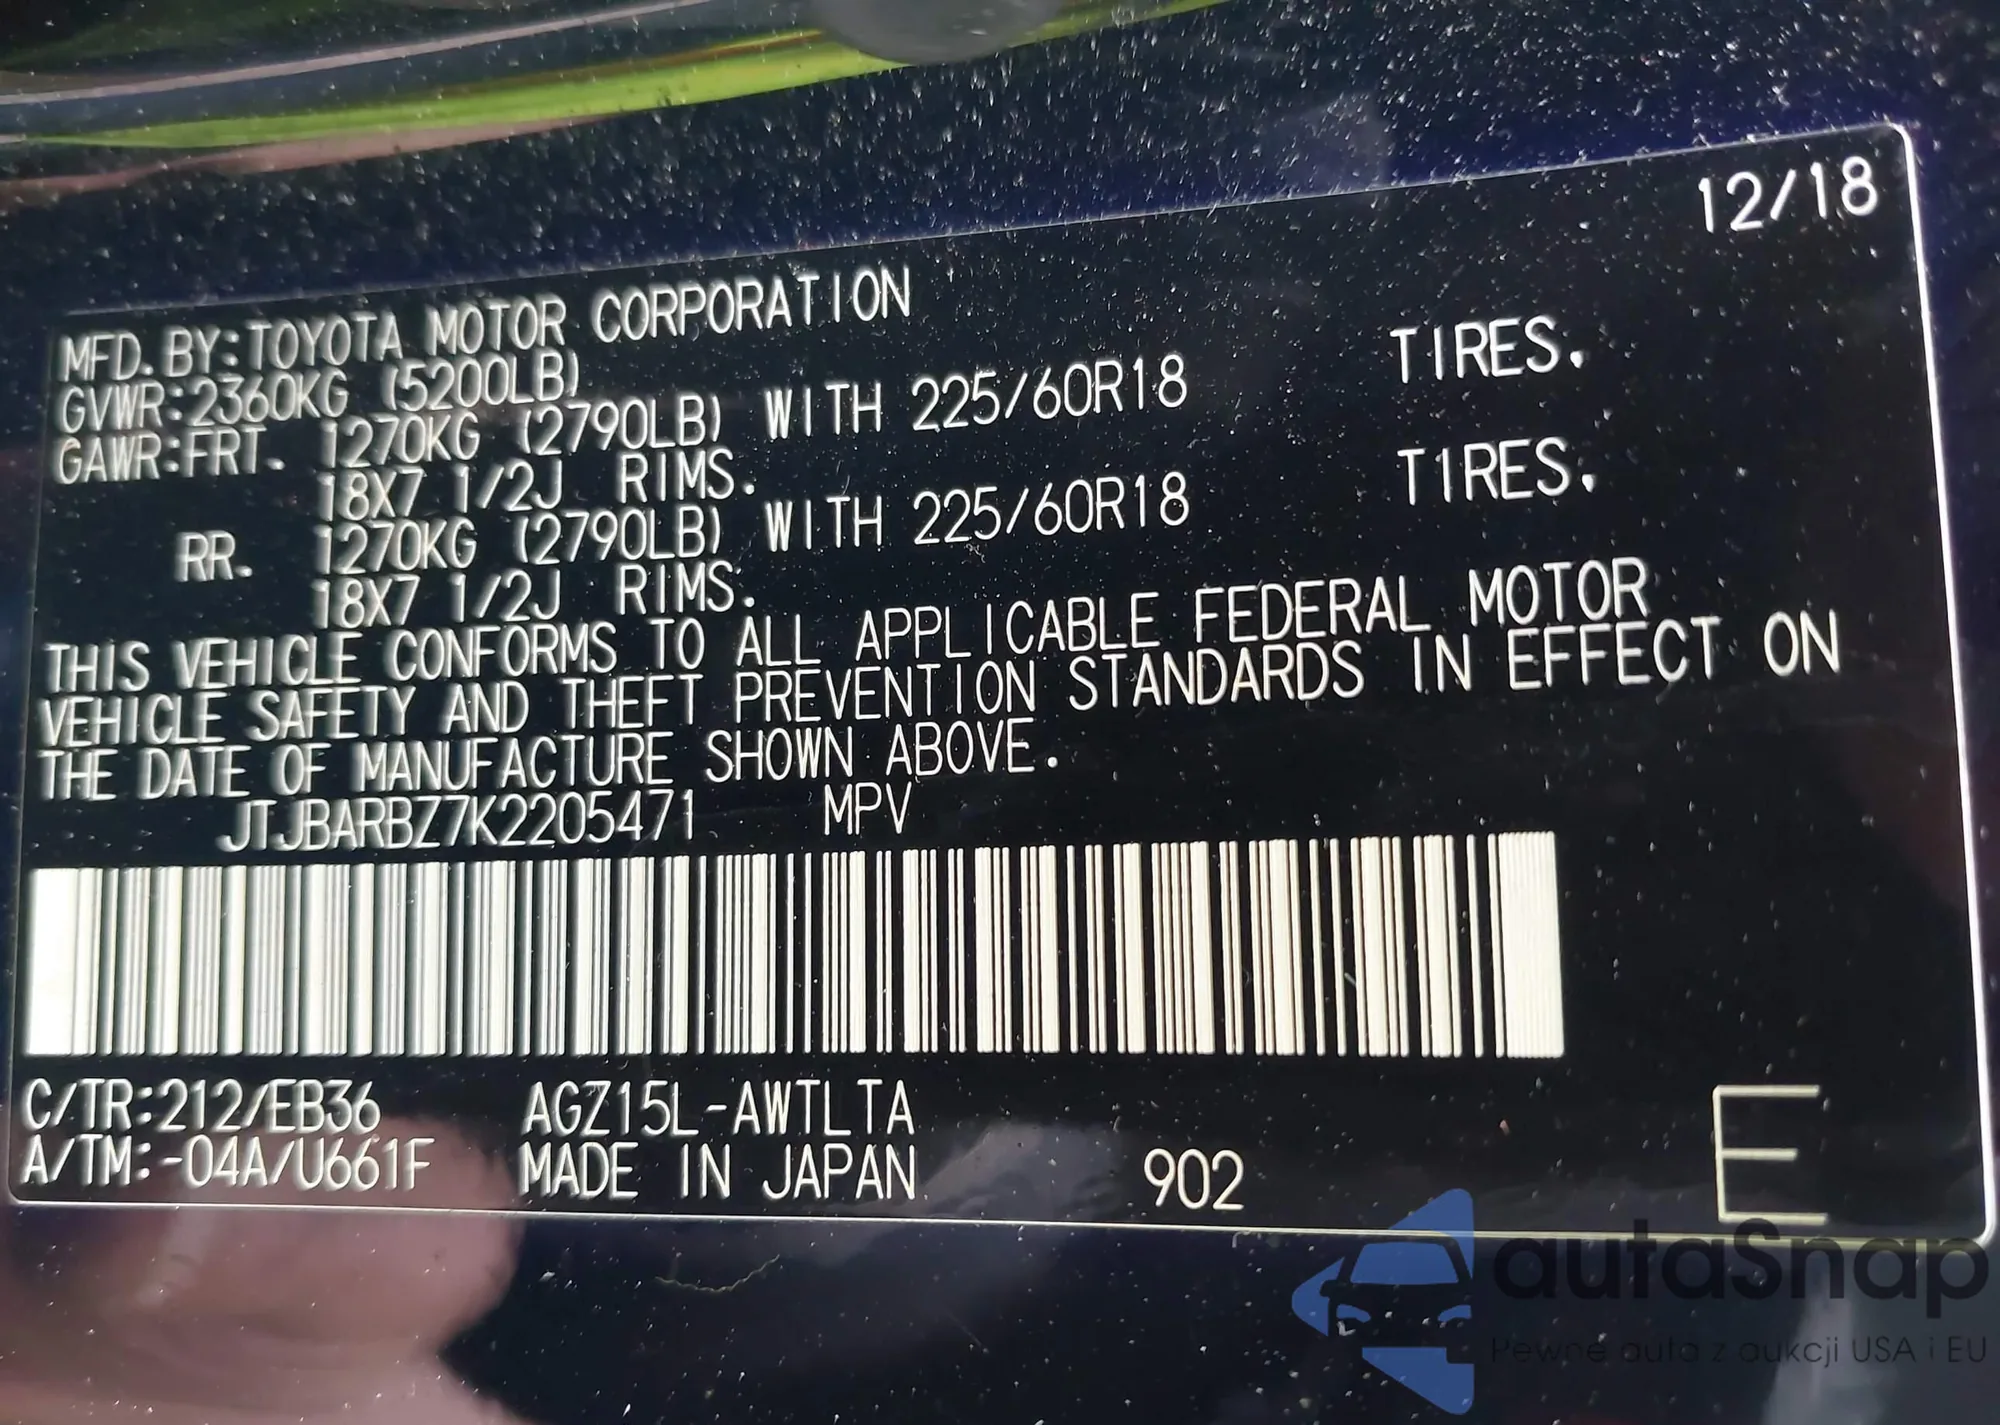 12/18
MFD. BY:TOYOTA MOTOR CORPORATION
GVWR:2360KG (5200LB)
GAWR:FRT. 1270KG (2790LB) WITH 225/60R18 TIRES.
18X7 1/2J RIMS.
RR. 1270KG (2790LB) WITH 225/60R18 TIRES.
18X7 1/2J RIMS.
THIS VEHICLE CONFORMS TO ALL APPLICABLE FEDERAL MOTOR
VEHICLE SAFETY AND THEFT PREVENTION STANDARDS IN EFFECT ON
THE DATE OF MANUFACTURE SHOWN ABOVE.
JTJBARBZ7K2205471 MPV
C/TR:212/EB36 AGZ15L-AWTLTA
A/TM:-04A/U661F MADE IN JAPAN 902 E
autaSnap
Pewne auta z aukcji USA i EU